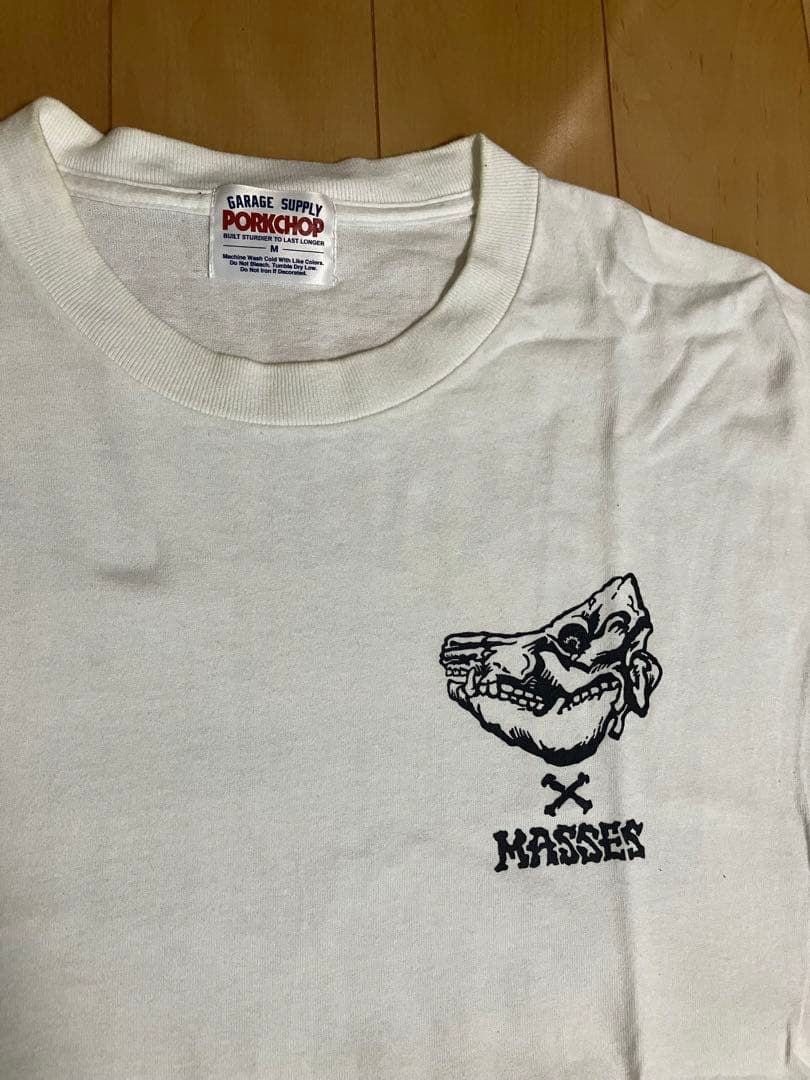 GARAGE SUPPLY
PORKCHOP
BUILT STURDIER TO LAST LONGER
M
Machine Wash Cold With Like Colors.
Do Not Bleach. Tumble Dry Low.
Do Not Iron If Decorated.
MASSES